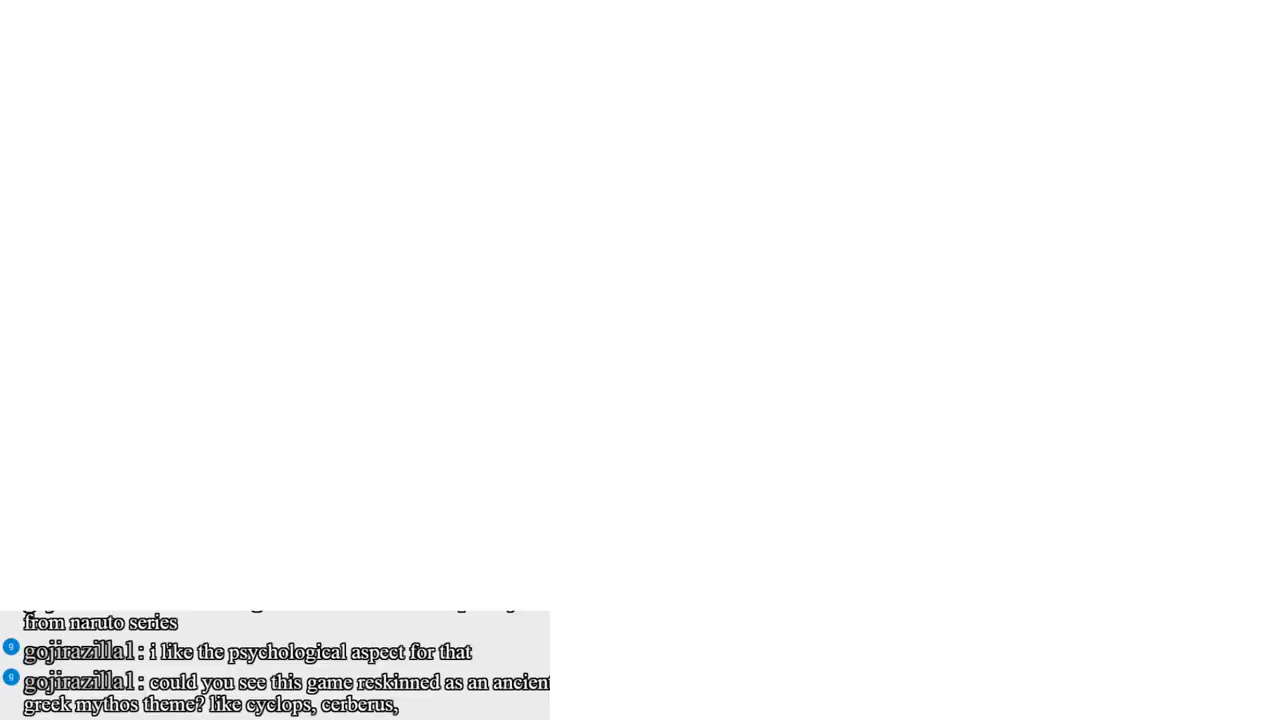 from naruto series
g gojirazilla1 : i like the psychological aspect for that
g gojirazilla1 : could you see this game reskinned as an ancient
greek mythos theme? like cyclops, cerberus,